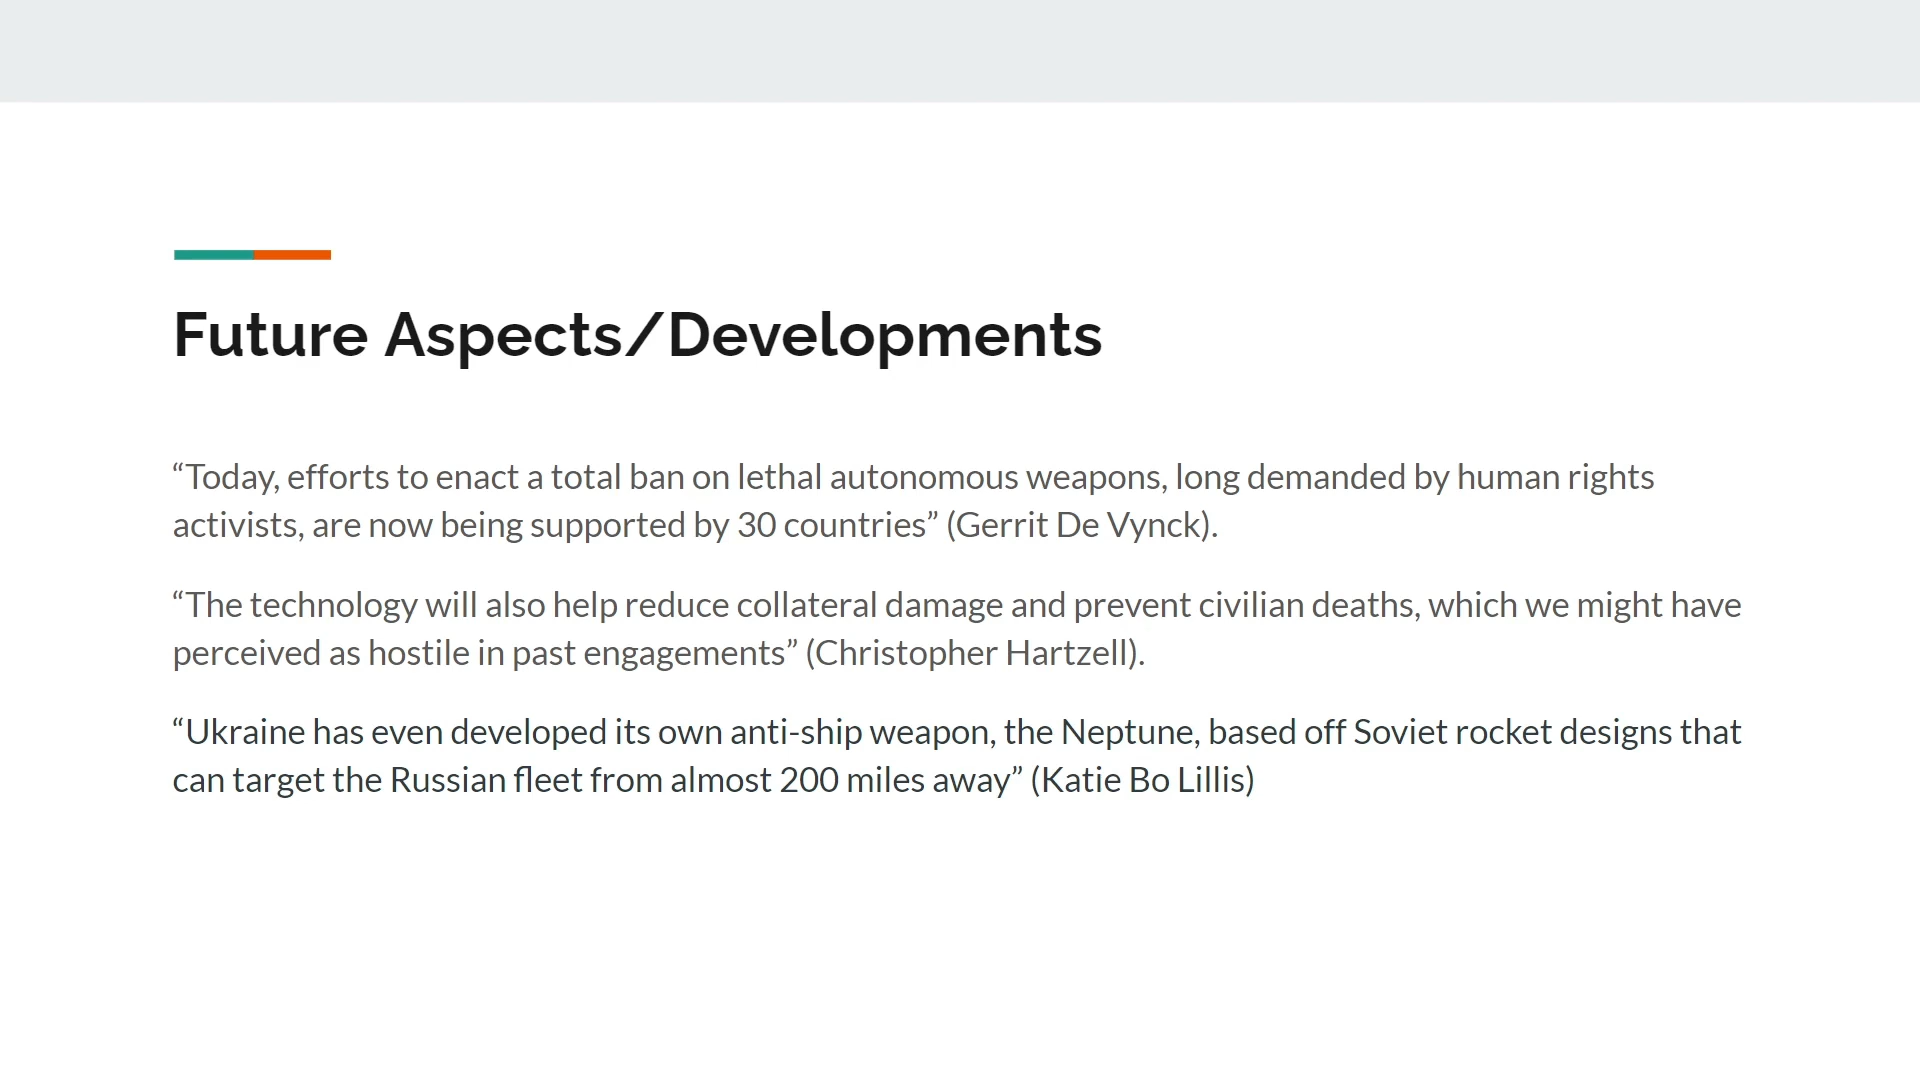 Future Aspects/Developments
“Today, efforts to enact a total ban on lethal autonomous weapons, long demanded by human rights
activists, are now being supported by 30 countries” (Gerrit De Vynck).
“The technology will also help reduce collateral damage and prevent civilian deaths, which we might have
perceived as hostile in past engagements” (Christopher Hartzell).
“Ukraine has even developed its own anti-ship weapon, the Neptune, based off Soviet rocket designs that
can target the Russian fleet from almost 200 miles away” (Katie Bo Lillis)